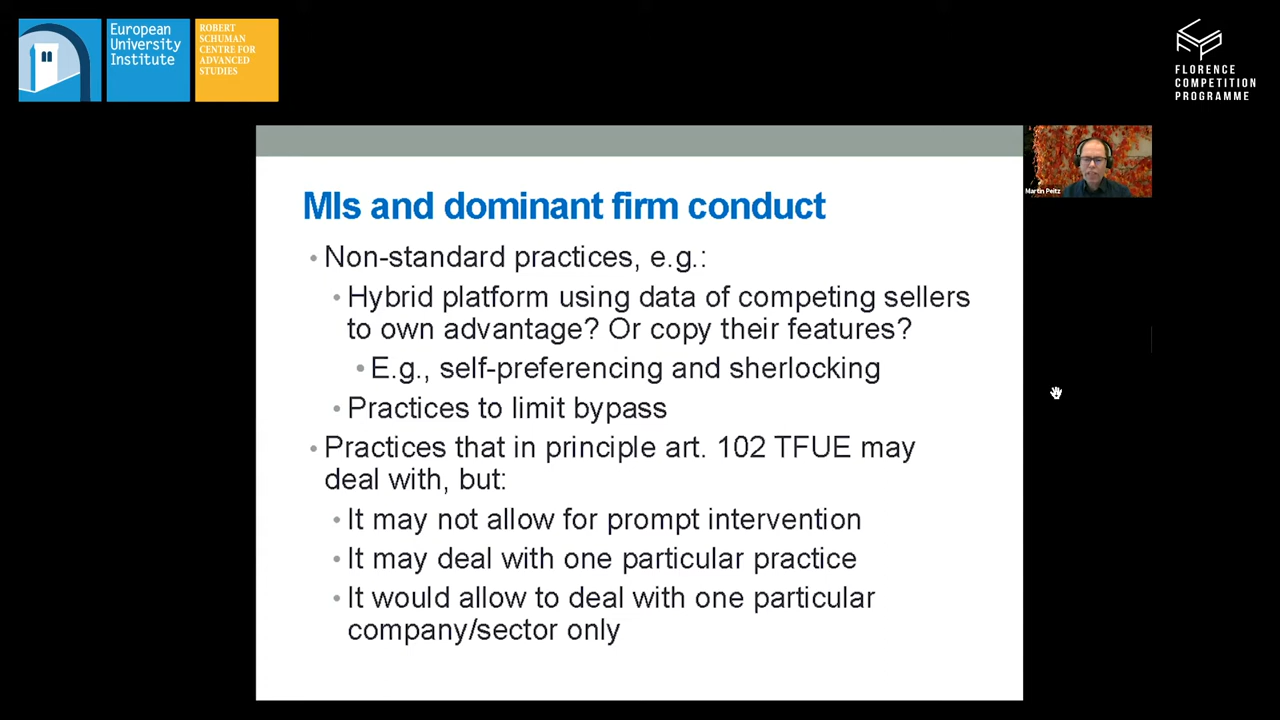 European
University
Institute
ROBERT
SCHUMAN
CENTRE FOR
ADVANCED
STUDIES
FLORENCE
COMPETITION
PROGRAMME
Martin Peitz
MIs and dominant firm conduct
• Non-standard practices, e.g.:
• Hybrid platform using data of competing sellers
to own advantage? Or copy their features?
• E.g., self-preferencing and sherlocking
• Practices to limit bypass
• Practices that in principle art. 102 TFUE may
deal with, but:
• It may not allow for prompt intervention
• It may deal with one particular practice
• It would allow to deal with one particular
company/sector only